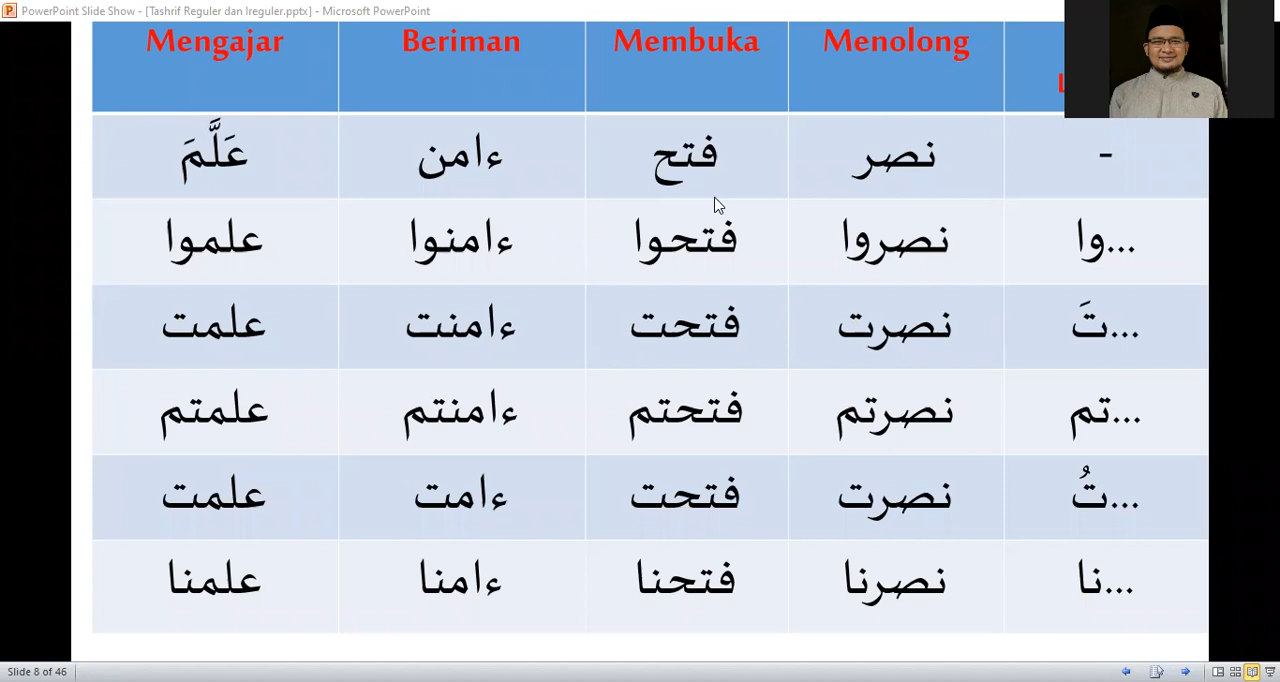 PowerPoint Slide Show - [Tashrif Reguler dan Ireguler.pptx] - Microsoft PowerPoint
Mengajar Beriman Membuka Menolong
- نصر فتح ءامن عَلَّمَ
...وا نصروا فتحوا ءامنوا علموا
...تَ نصرت فتحت ءامنت علمت
...تم نصرتم فتحتم ءامنتم علمتم
...تُ نصرت فتحت ءامت علمت
...نا نصرنا فتحنا ءامنا علمنا
Slide 8 of 46